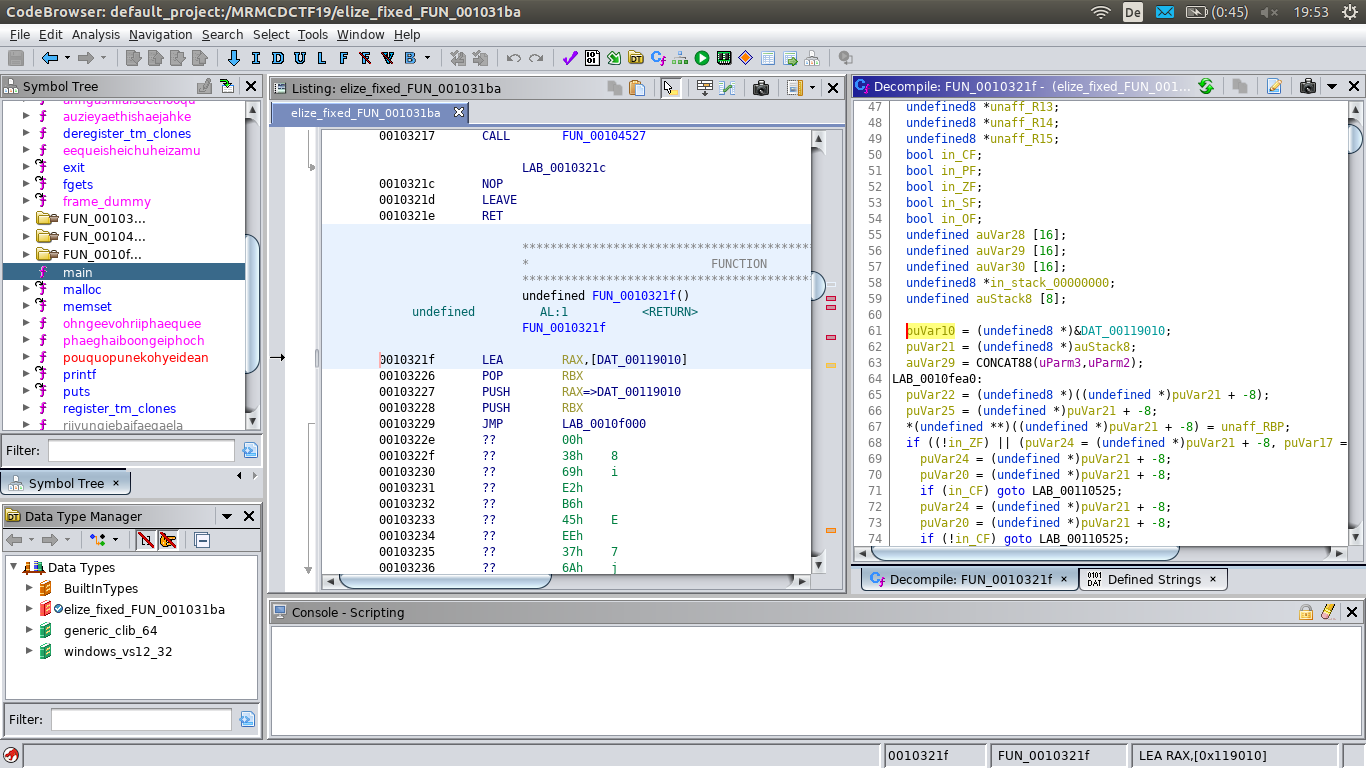 CodeBrowser: default_project:/MRMCDCTF19/elize_fixed_FUN_001031ba
De (0:45) 19:53
File Edit Analysis Navigation Search Select Tools Window Help
I D U L F R V B
Symbol Tree
auzieyaethishaejahke
deregister_tm_clones
eequeisheichuheizamu
exit
fgets
frame_dummy
FUN_00103...
FUN_00104...
FUN_0010f...
main
malloc
memset
ohngeevohriiphaequee
phaeghaiboongeiphoch
pouquopunekohyeidean
printf
puts
register_tm_clones
riivungiebaifaegaela
Filter:
Symbol Tree ×
Data Type Manager
Data Types
BuiltInTypes
elize_fixed_FUN_001031ba
generic_clib_64
windows_vs12_32
Filter:
Listing: elize_fixed_FUN_001031ba
elize_fixed_FUN_001031ba
00103217 CALL FUN_00104527
LAB_0010321c
0010321c NOP
0010321d LEAVE
0010321e RET
*****************************************
* FUNCTION
*****************************************
undefined FUN_0010321f()
undefined AL:1 <RETURN>
FUN_0010321f
0010321f LEA RAX,[DAT_00119010]
00103226 POP RBX
00103227 PUSH RAX=>DAT_00119010
00103228 PUSH RBX
00103229 JMP LAB_0010f000
0010322e ?? 00h
0010322f ?? 38h 8
00103230 ?? 69h i
00103231 ?? E2h
00103232 ?? B6h
00103233 ?? 45h E
00103234 ?? EEh
00103235 ?? 37h 7
00103236 ?? 6Ah j
Decompile: FUN_0010321f - (elize_fixed_FUN_001...
47 undefined8 *unaff_R13;
48 undefined8 *unaff_R14;
49 undefined8 *unaff_R15;
50 bool in_CF;
51 bool in_PF;
52 bool in_ZF;
53 bool in_SF;
54 bool in_OF;
55 undefined auVar28 [16];
56 undefined auVar29 [16];
57 undefined auVar30 [16];
58 undefined8 *in_stack_00000000;
59 undefined auStack8 [8];
60
61 puVar10 = (undefined8 *)&DAT_00119010;
62 puVar21 = (undefined8 *)auStack8;
63 auVar29 = CONCAT88(uParm3,uParm2);
64 LAB_0010fea0:
65 puVar22 = (undefined8 *)((undefined *)puVar21 + -8);
66 puVar25 = (undefined *)puVar21 + -8;
67 *(undefined **)((undefined *)puVar21 + -8) = unaff_RBP;
68 if ((!in_ZF) || (puVar24 = (undefined *)puVar21 + -8, puVar17 =
69 puVar24 = (undefined *)puVar21 + -8;
70 puVar20 = (undefined *)puVar21 + -8;
71 if (in_CF) goto LAB_00110525;
72 puVar24 = (undefined *)puVar21 + -8;
73 puVar20 = (undefined *)puVar21 + -8;
74 if (!in_CF) goto LAB_00110525;
Decompile: FUN_0010321f × Defined Strings ×
Console - Scripting
0010321f FUN_0010321f LEA RAX,[0x119010]